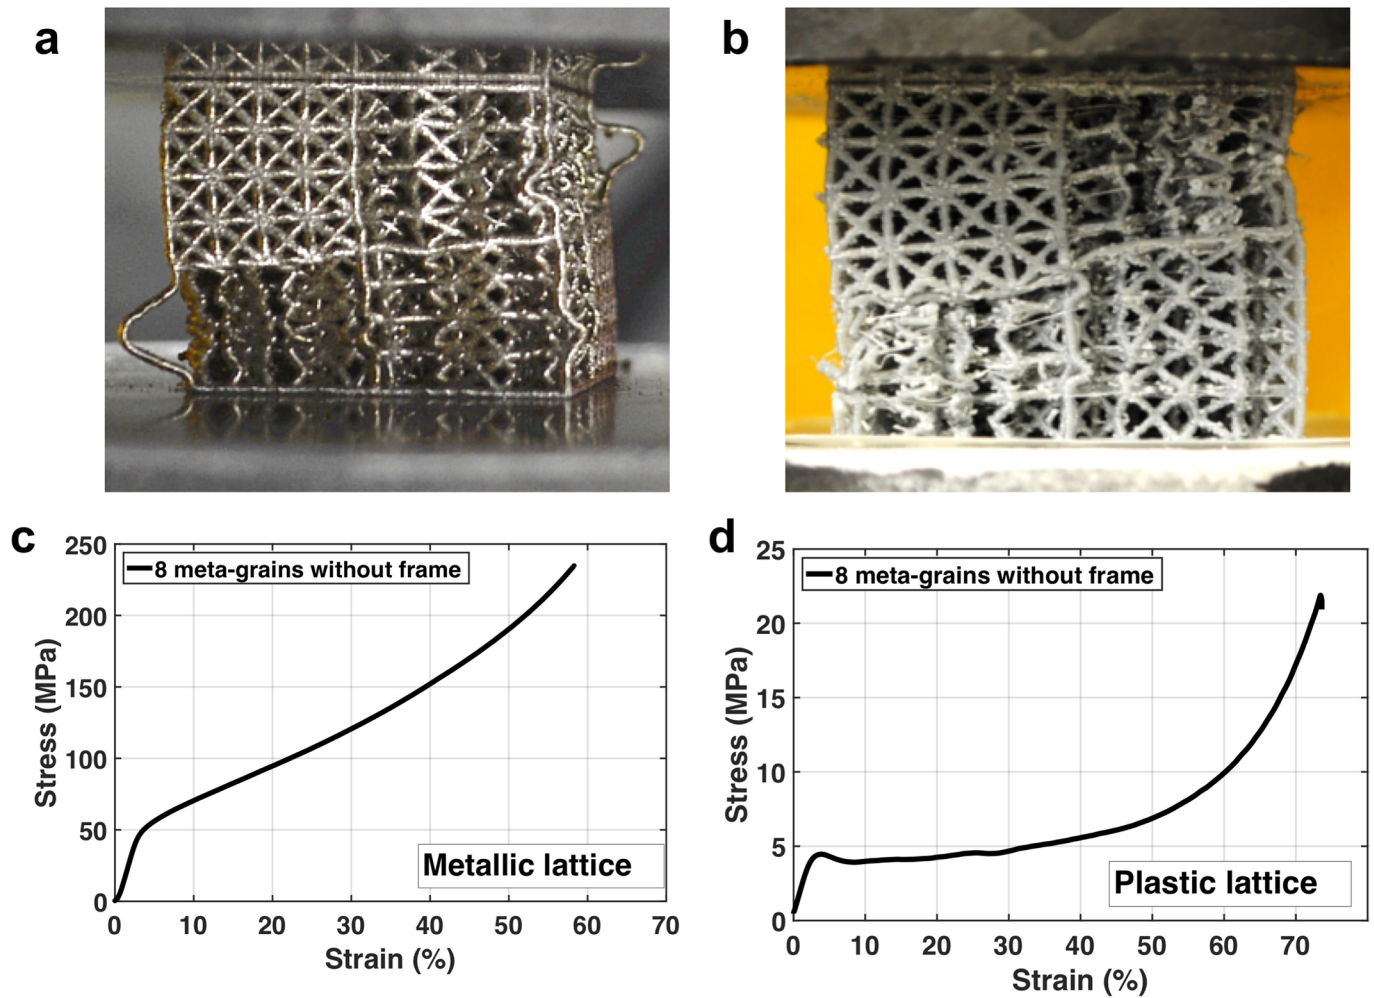 a
b
c
250
200
150
100
50
0
Stress (MPa)
8 meta-grains without frame
Metallic lattice
0 10 20 30 40 50 60 70
Strain (%)
d
25
20
15
10
5
0
Stress (MPa)
8 meta-grains without frame
Plastic lattice
0 10 20 30 40 50 60 70
Strain (%)